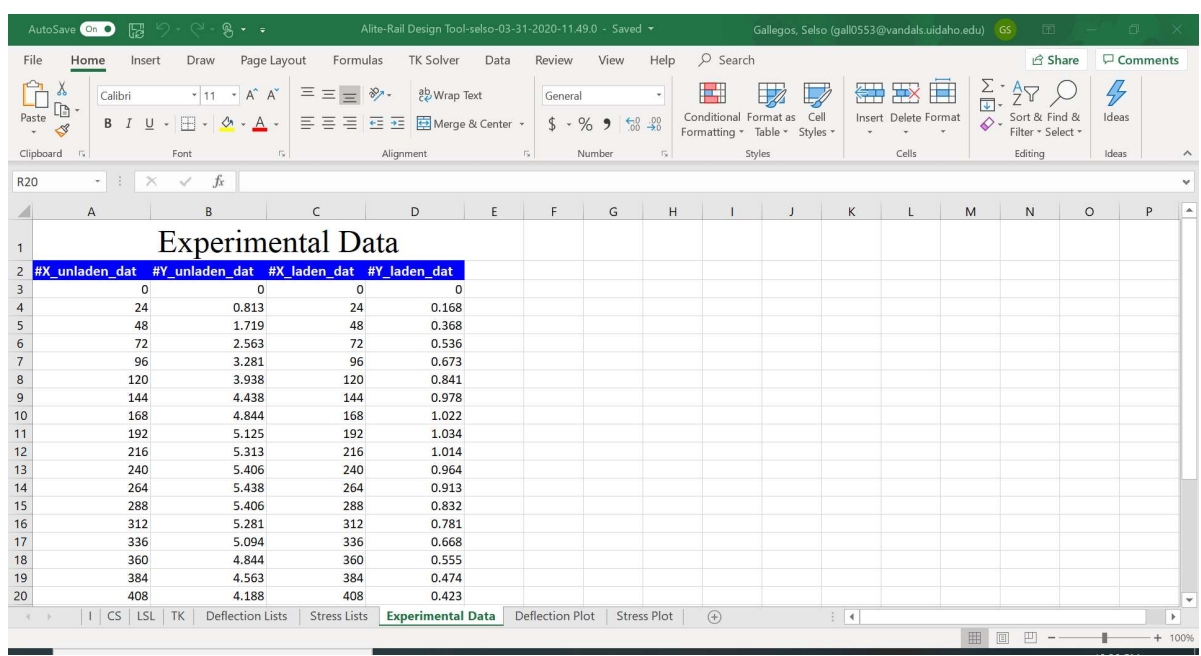 AutoSave On Alite-Rail Design Tool-selso-03-31-2020-11.49.0 - Saved Gallegos, Selso (gall0553@vandals.uidaho.edu) GS
File Home Insert Draw Page Layout Formulas TK Solver Data Review View Help Search Share Comments
Calibri 11 A^ A˅ ab Wrap Text General Σ A
Paste B I U A Merge & Center $ % 9 .00 .0 Conditional Format as Cell Insert Delete Format Z Sort & Find & Ideas
Formatting Table Styles Filter Select
Clipboard Font Alignment Number Styles Cells Editing Ideas
R20 fx
A B C D E F G H I J K L M N O P
1 Experimental Data
2 #X_unladen_dat #Y_unladen_dat #X_laden_dat #Y_laden_dat
3 0 0 0 0
4 24 0.813 24 0.168
5 48 1.719 48 0.368
6 72 2.563 72 0.536
7 96 3.281 96 0.673
8 120 3.938 120 0.841
9 144 4.438 144 0.978
10 168 4.844 168 1.022
11 192 5.125 192 1.034
12 216 5.313 216 1.014
13 240 5.406 240 0.964
14 264 5.438 264 0.913
15 288 5.406 288 0.832
16 312 5.281 312 0.781
17 336 5.094 336 0.668
18 360 4.844 360 0.555
19 384 4.563 384 0.474
20 408 4.188 408 0.423
I CS LSL TK Deflection Lists Stress Lists Experimental Data Deflection Plot Stress Plot
- + 100%